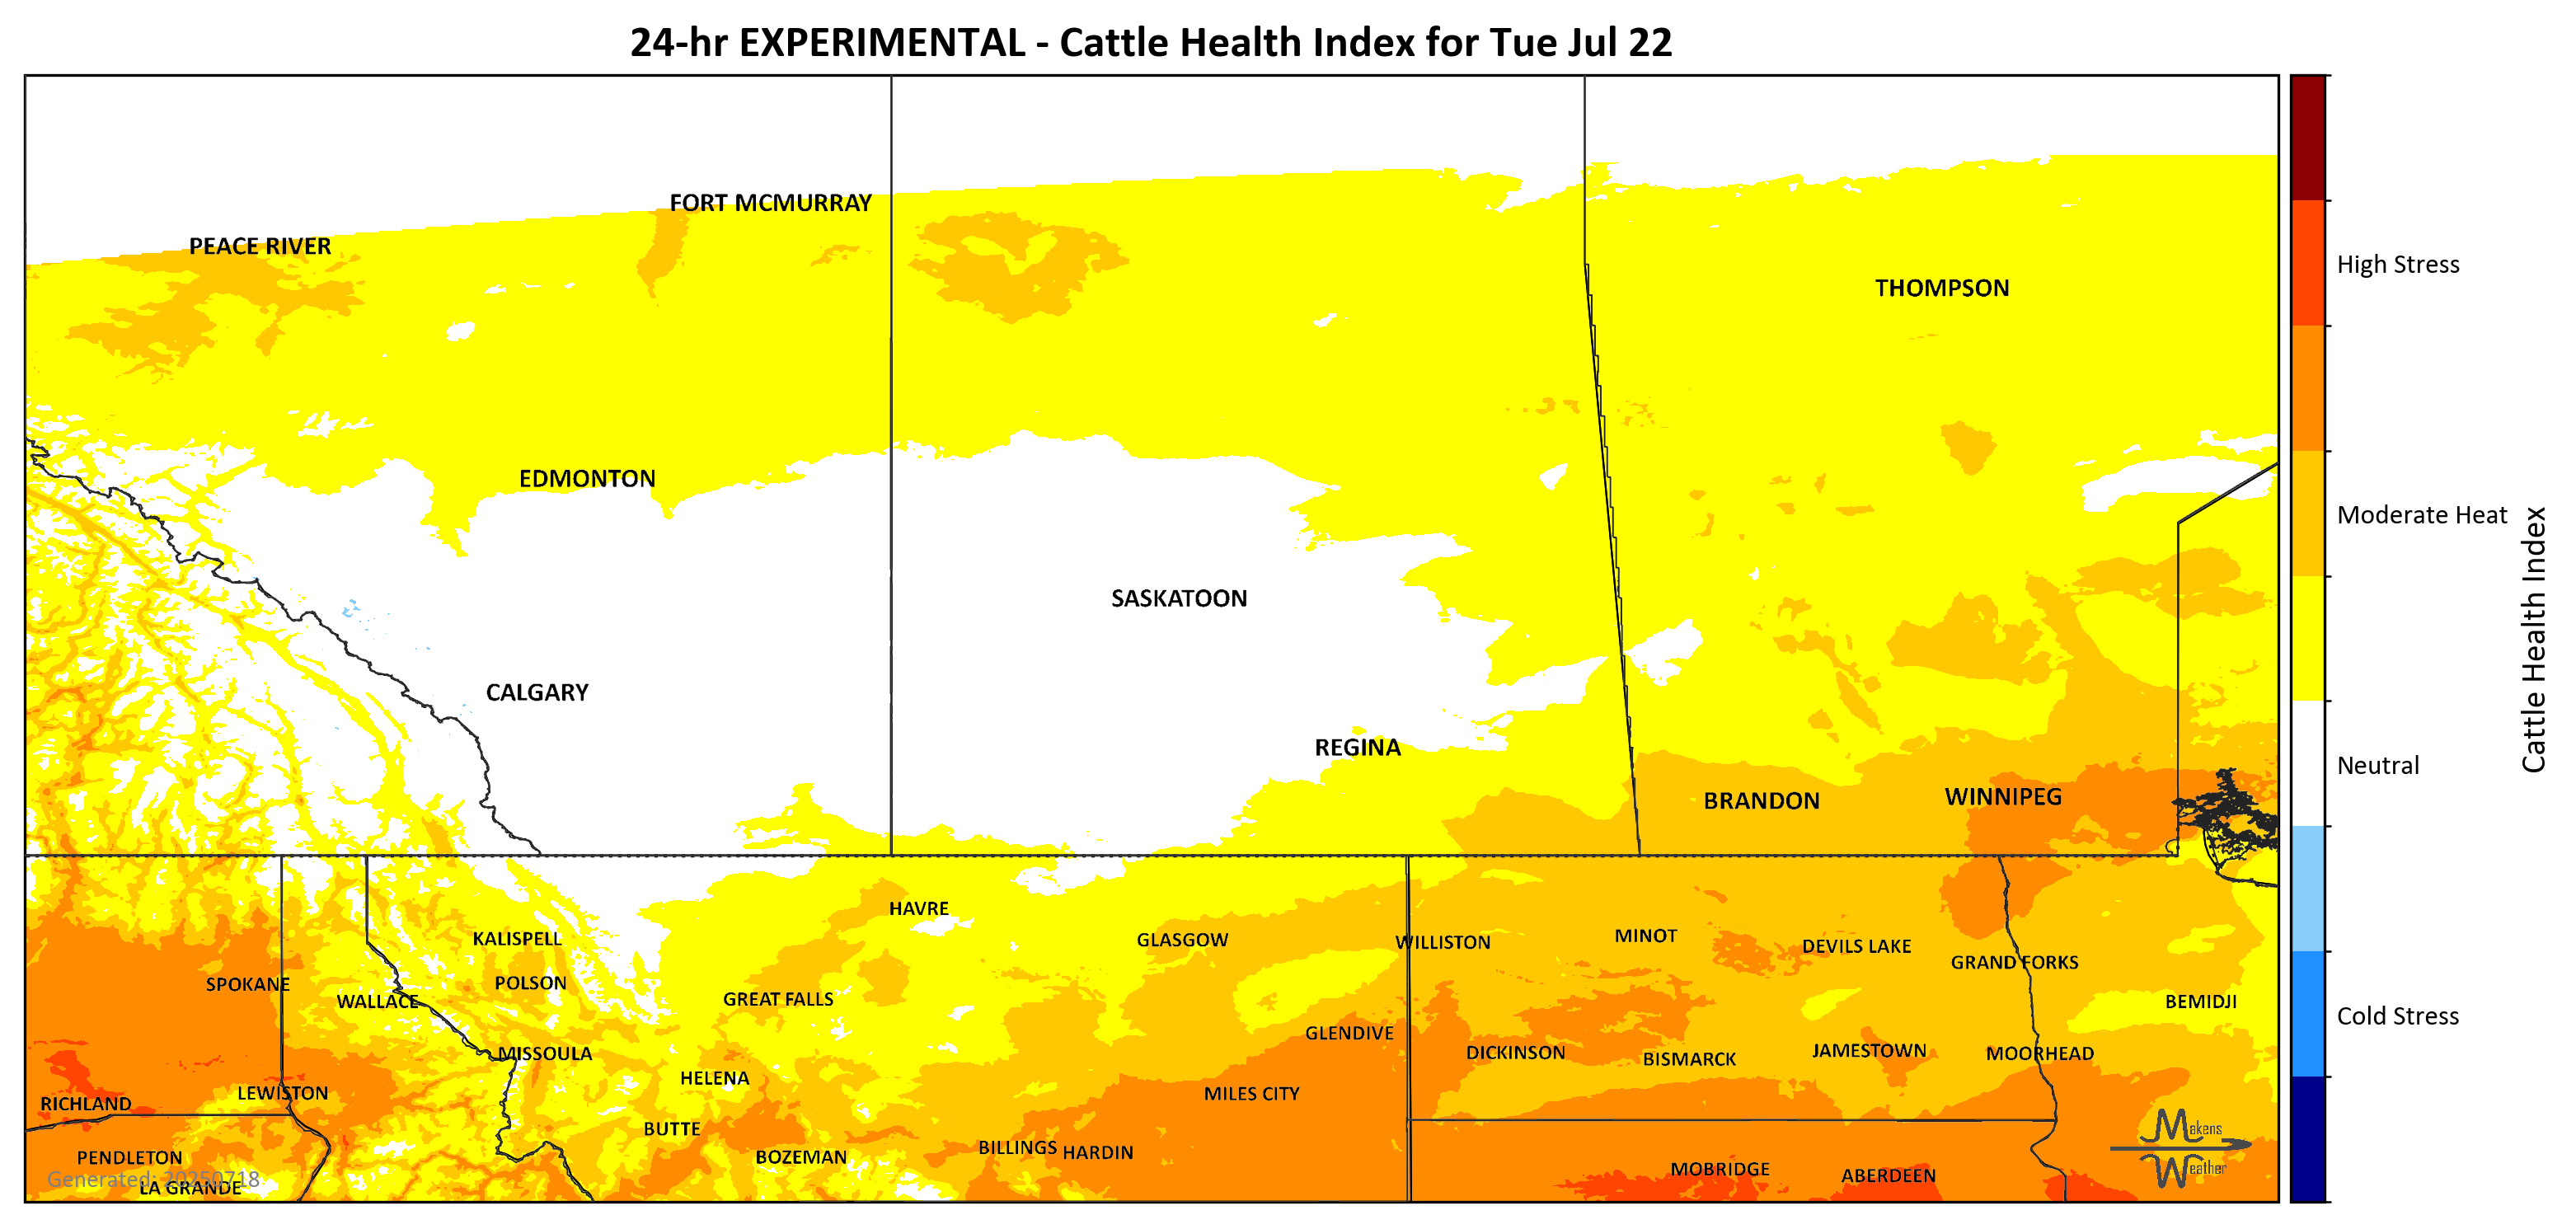 24-hr EXPERIMENTAL - Cattle Health Index for Tue Jul 22
FORT MCMURRAY
PEACE RIVER
THOMPSON
EDMONTON
SASKATOON
CALGARY
REGINA
BRANDON
WINNIPEG
HAVRE
KALISPELL
GLASGOW
WILLISTON
MINOT
DEVILS LAKE
GRAND FORKS
SPOKANE
POLSON
WALLACE
GREAT FALLS
BEMIDJI
GLENDIVE
MISSOULA
DICKINSON
BISMARCK
JAMESTOWN
MOORHEAD
HELENA
LEWISTON
MILES CITY
RICHLAND
BUTTE
BILLINGS
HARDIN
PENDLETON
BOZEMAN
MOBRIDGE
ABERDEEN
LA GRANDE
Generated: 20250718
Makens
Weather
High Stress
Moderate Heat
Neutral
Cold Stress
Cattle Health Index